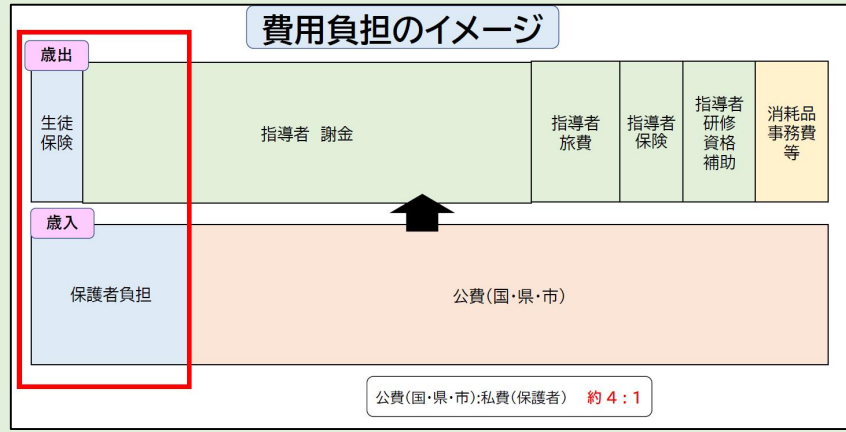 費用負担のイメージ
歳出
生徒
保険
指導者 謝金
指導者
旅費
指導者
保険
指導者
研修
資格
補助
消耗品
事務費
等
歳入
保護者負担
公費(国・県・市)
公費(国・県・市):私費(保護者) 約4:1